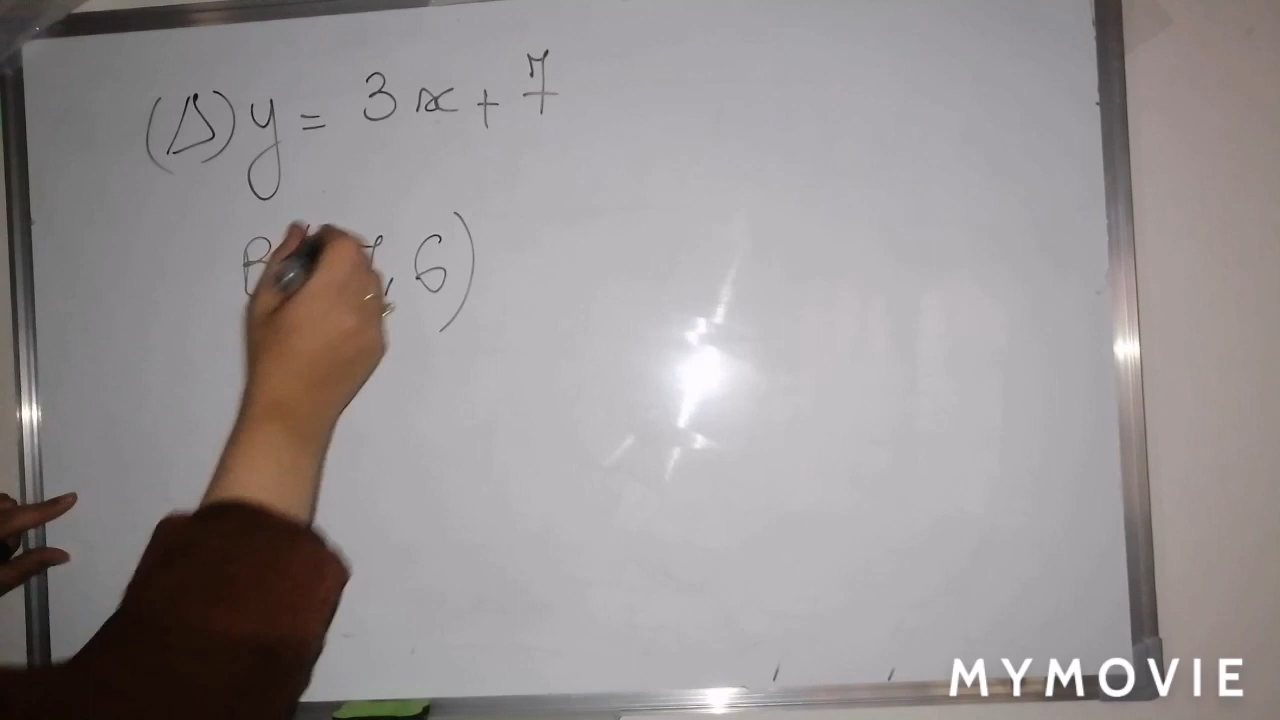 (Δ) y = 3x + 7
B , 6)
MYMOVIE